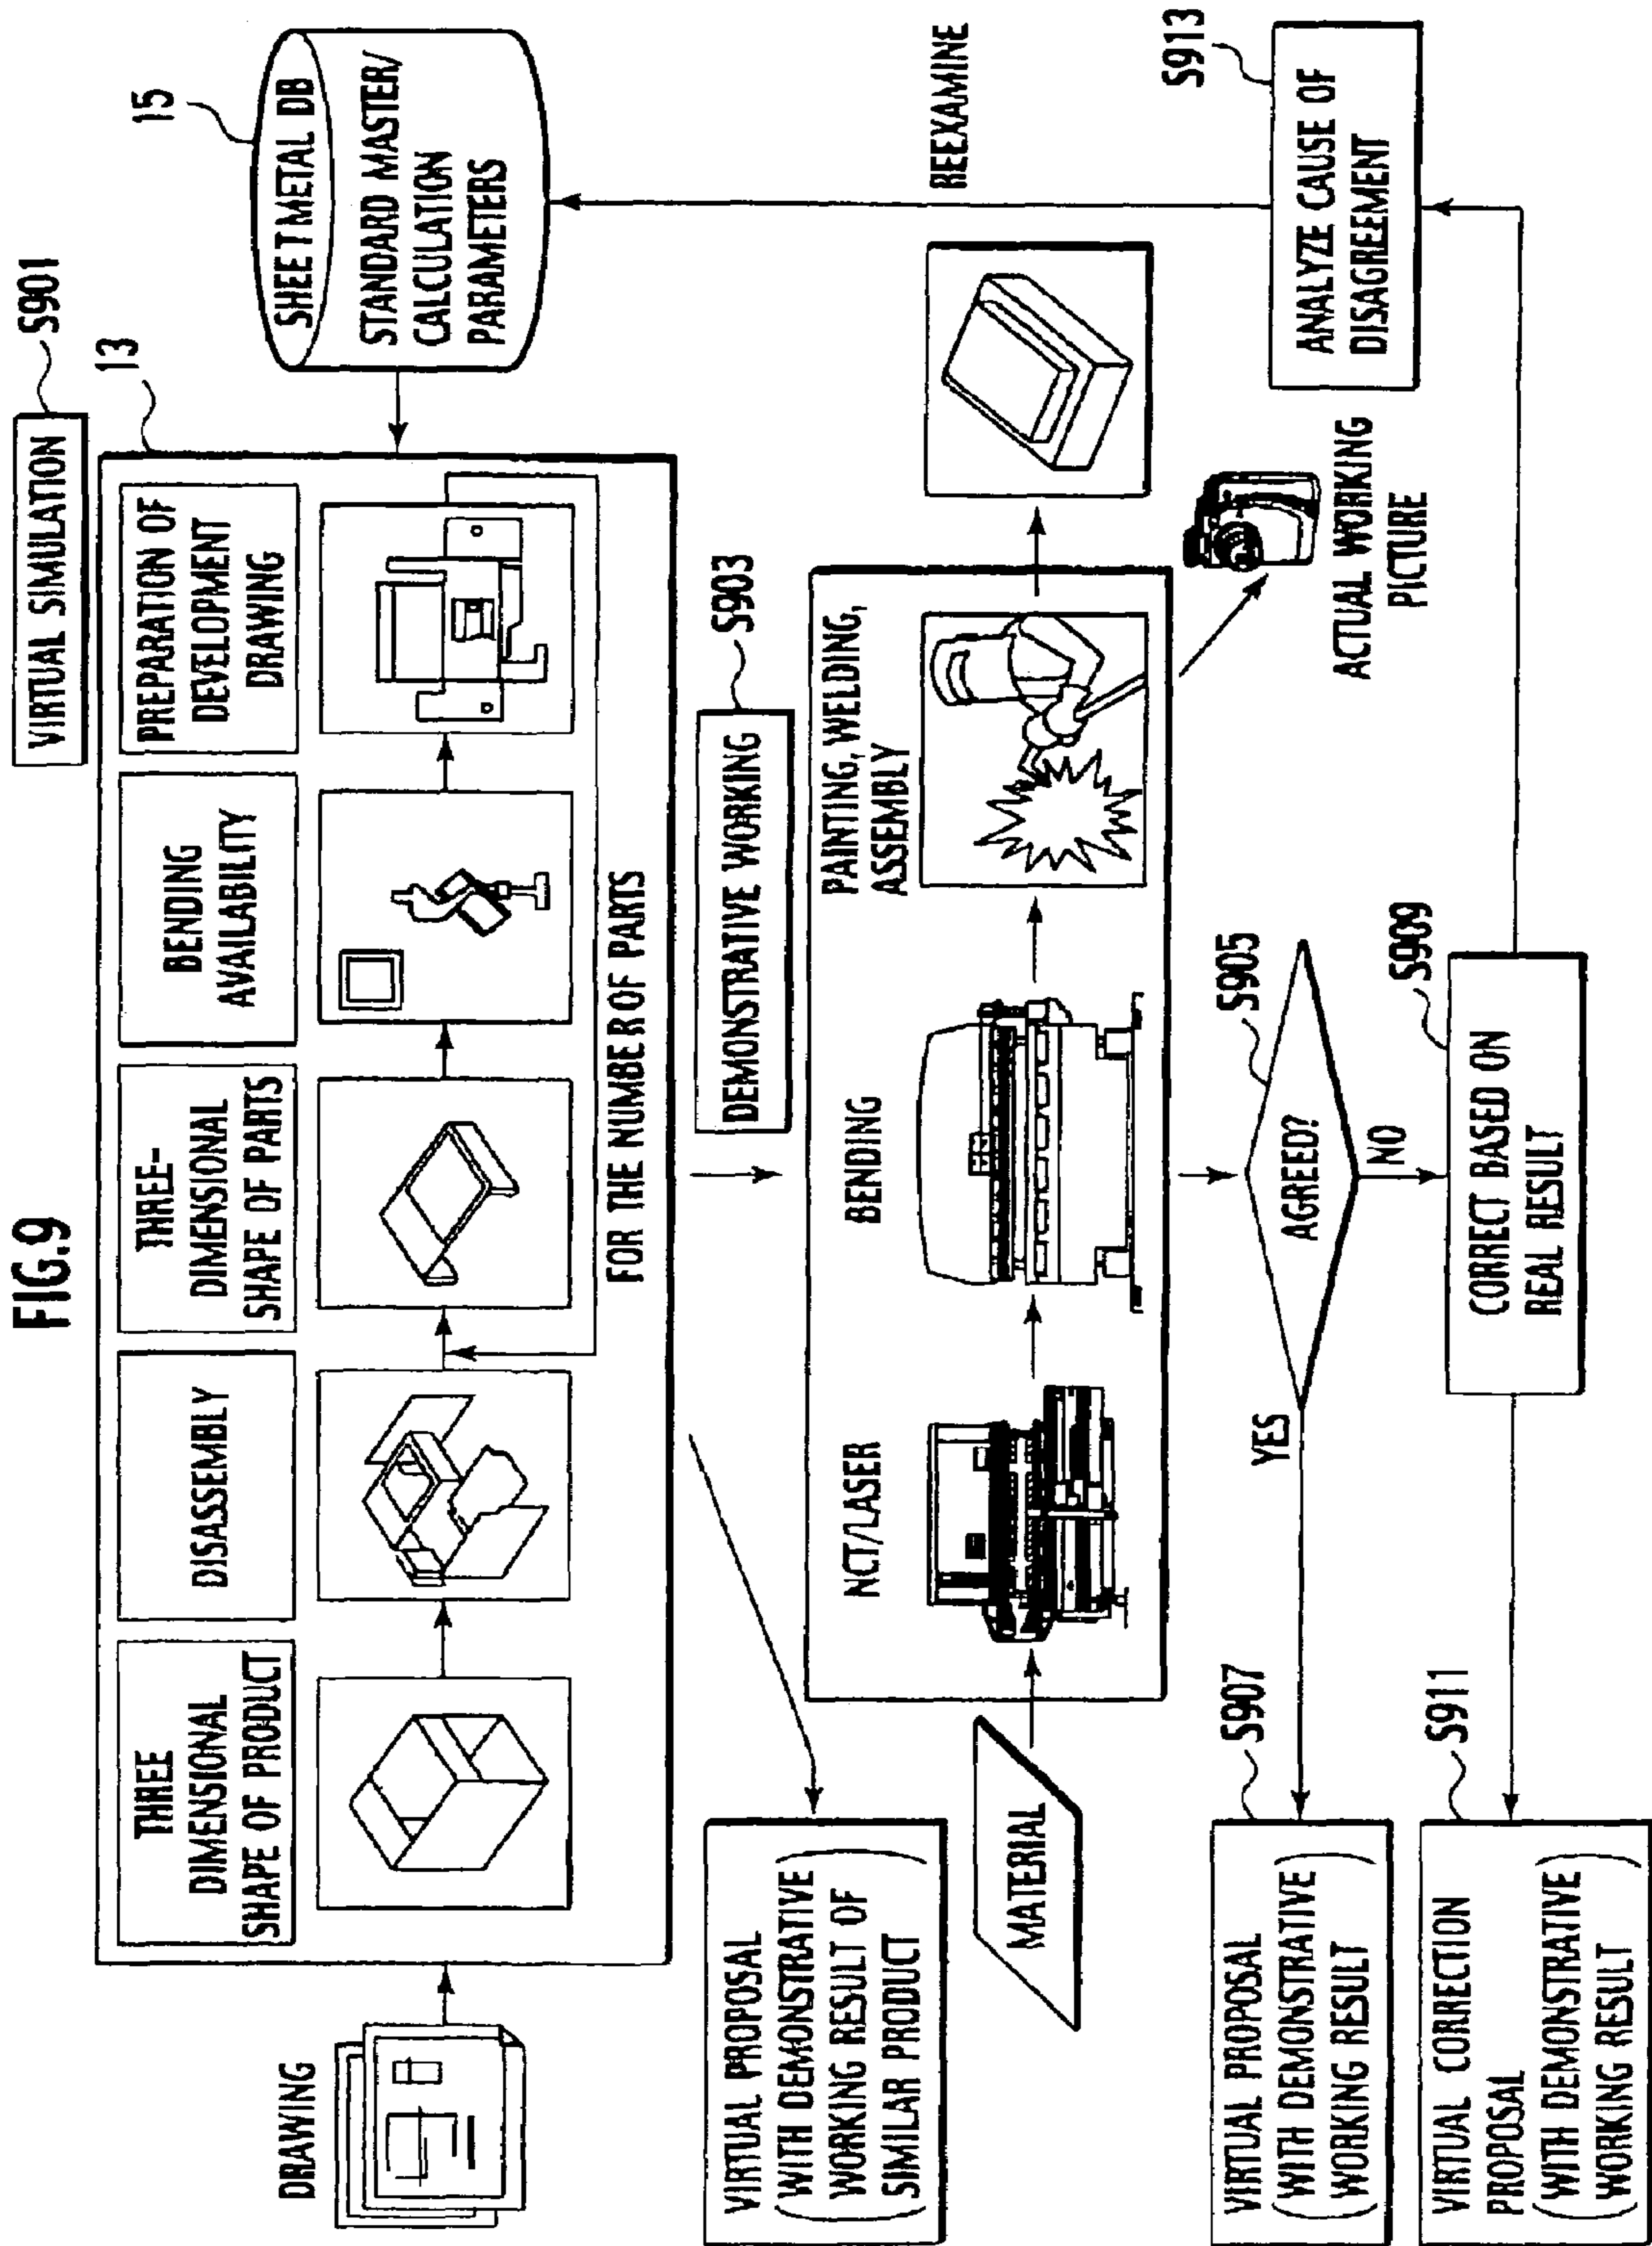 FIG.9
VIRTUAL SIMULATION
S901
13
15
DRAWING
THREE
DIMENSIONAL
SHAPE OF PRODUCT
DISASSEMBLY
THREE-
DIMENSIONAL
SHAPE OF PARTS
BENDING
AVAILABILITY
PREPARATION OF
DEVELOPMENT
DRAWING
SHEETMETAL DB
STANDARD MASTER/
CALCULATION
PARAMETERS
FOR THE NUMBER OF PARTS
VIRTUAL PROPOSAL
(WITH DEMONSTRATIVE
WORKING RESULT OF
SIMILAR PRODUCT)
DEMONSTRATIVE WORKING
S903
MATERIAL
NCT/LASER
BENDING
PAINTING, WELDING,
ASSEMBLY
ACTUAL WORKING
PICTURE
REEXAMINE
AGREED?
S905
YES
NO
S907
VIRTUAL PROPOSAL
(WITH DEMONSTRATIVE
WORKING RESULT)
CORRECT BASED ON
REAL RESULT
S909
S911
VIRTUAL CORRECTION
PROPOSAL
(WITH DEMONSTRATIVE
WORKING RESULT)
ANALYZE CAUSE OF
DISAGREEMENT
S913